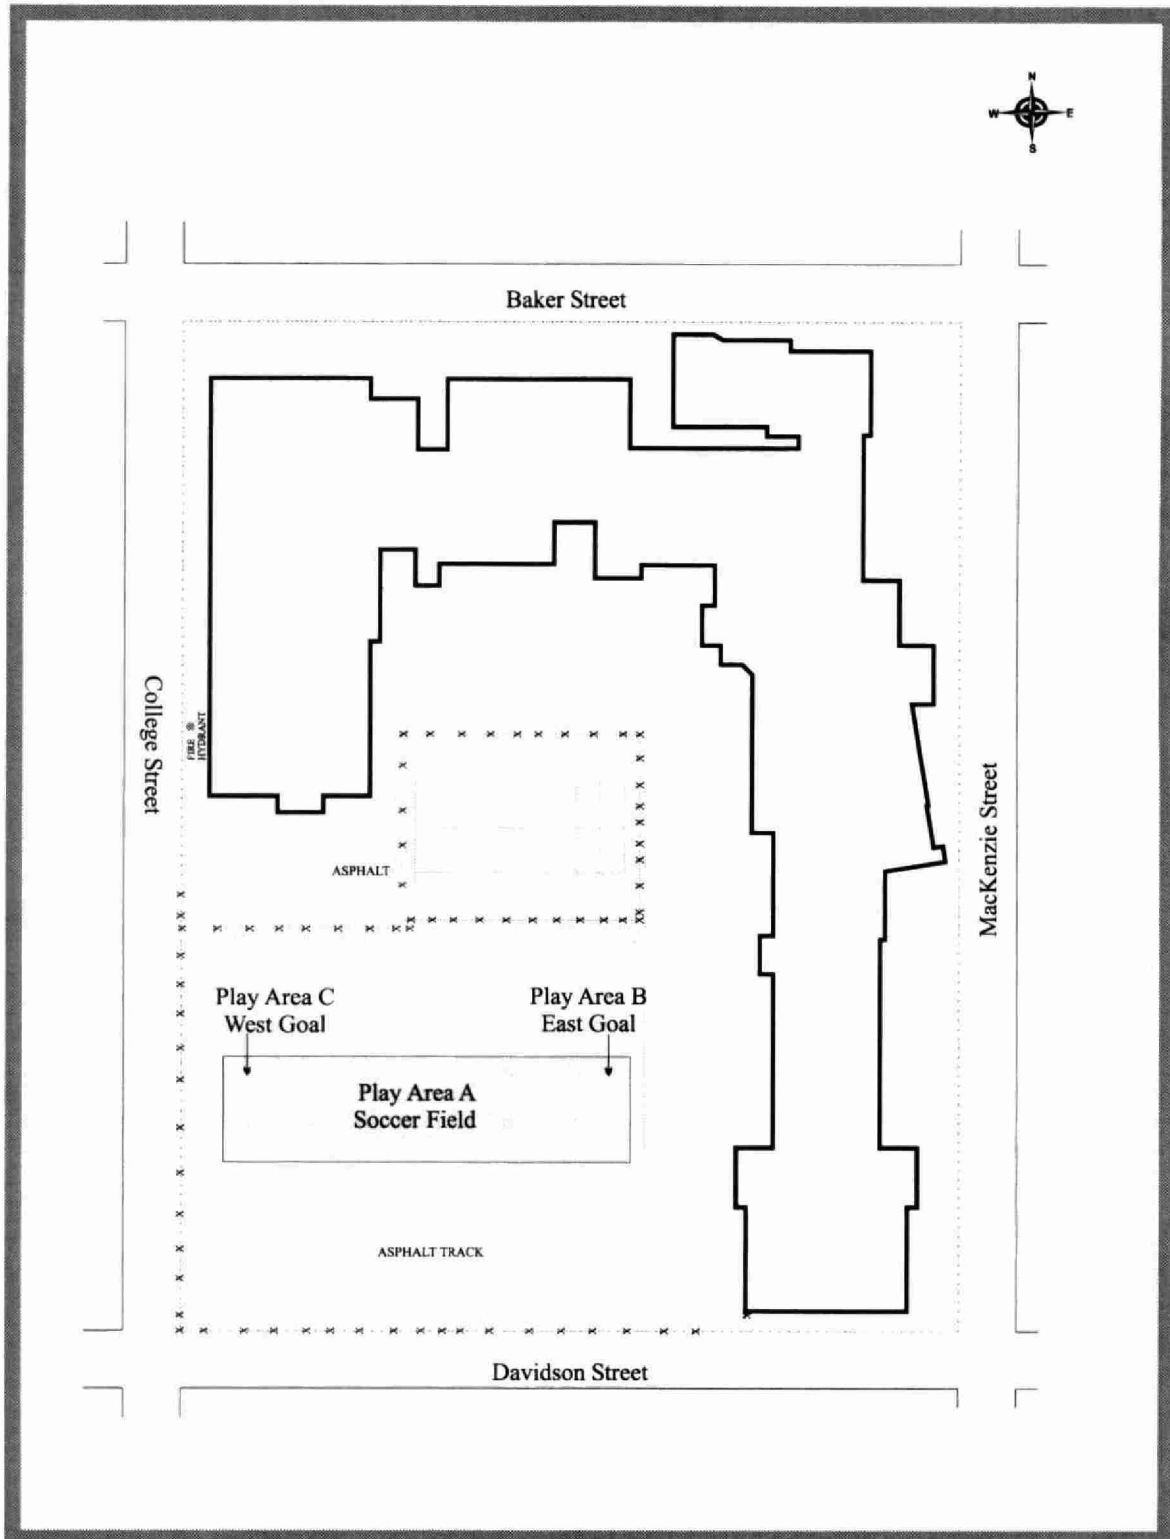 N
W E
S
Baker Street
College Street
FIRE
HYDRANT
MacKenzie Street
ASPHALT
Play Area C
West Goal
Play Area B
East Goal
Play Area A
Soccer Field
ASPHALT TRACK
Davidson Street